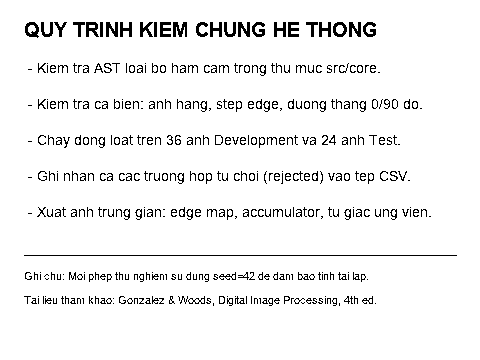 QUY TRINH KIEM CHUNG HE THONG
- Kiem tra AST loai bo ham cam trong thu muc src/core.
- Kiem tra ca bien: anh hang, step edge, duong thang 0/90 do.
- Chay dong loat tren 36 anh Development va 24 anh Test.
- Ghi nhan ca cac truong hop tu choi (rejected) vao tep CSV.
- Xuat anh trung gian: edge map, accumulator, tu giac ung vien.
Ghi chu: Moi phep thu nghiem su dung seed=42 de dam bao tinh tai lap.
Tai lieu tham khao: Gonzalez & Woods, Digital Image Processing, 4th ed.